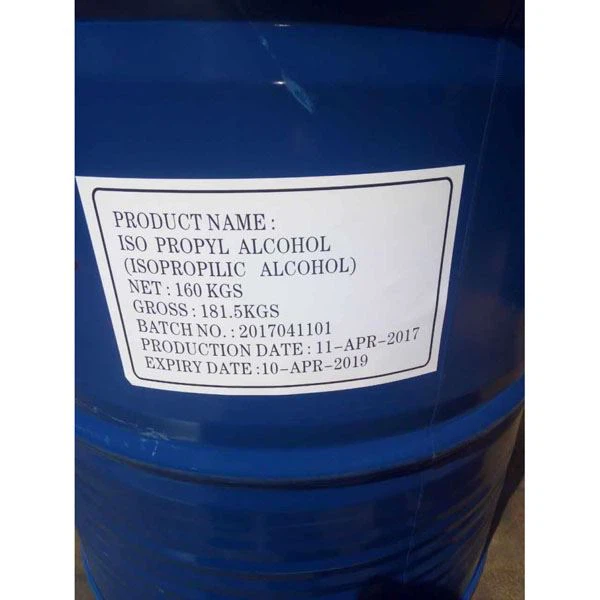 PRODUCT NAME :
ISO PROPYL ALCOHOL
(ISOPROPILIC ALCOHOL)
NET : 160 KGS
GROSS : 181.5KGS
BATCH NO. : 2017041101
PRODUCTION DATE : 11-APR-2017
EXPIRY DATE :10-APR-2019